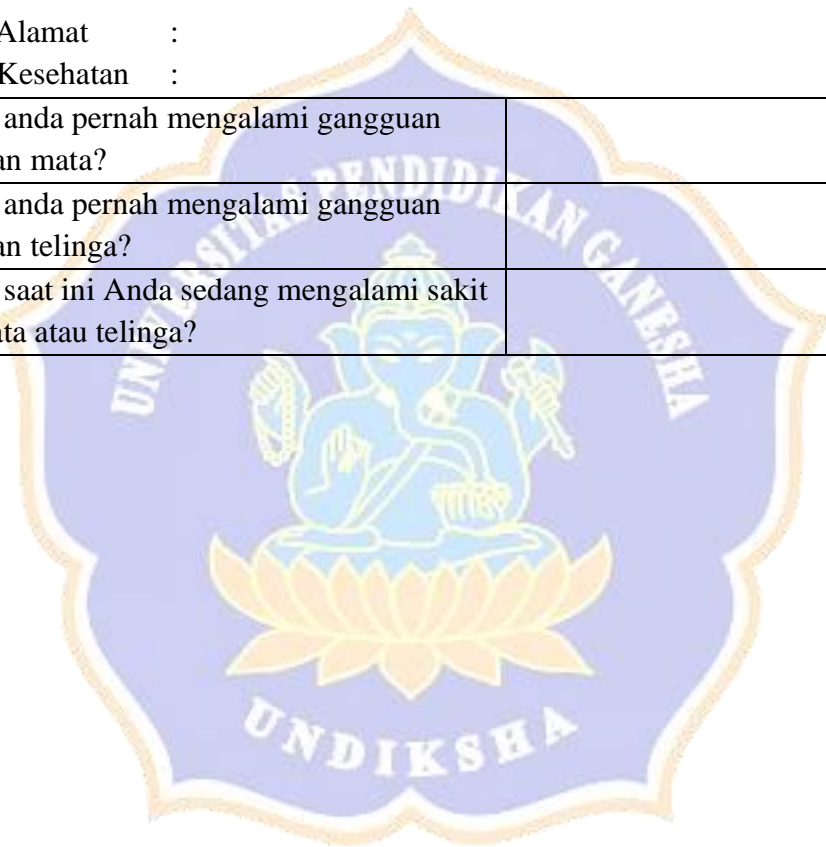 Alamat :
Kesehatan :
anda pernah mengalami gangguan
an mata?
anda pernah mengalami gangguan
an telinga?
saat ini Anda sedang mengalami sakit
ata atau telinga?
UNIVERSITAS PENDIDIKAN GANESHA
UNDIKSHA